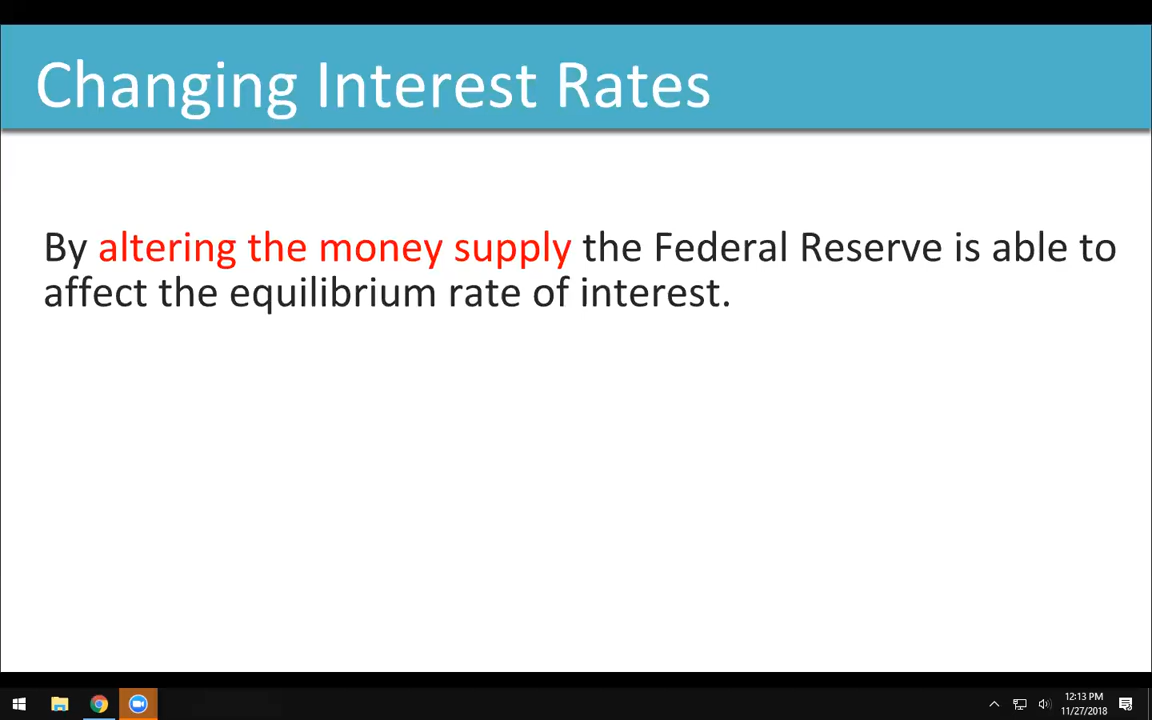 Changing Interest Rates
By altering the money supply the Federal Reserve is able to
affect the equilibrium rate of interest.
12:13 PM
11/27/2018